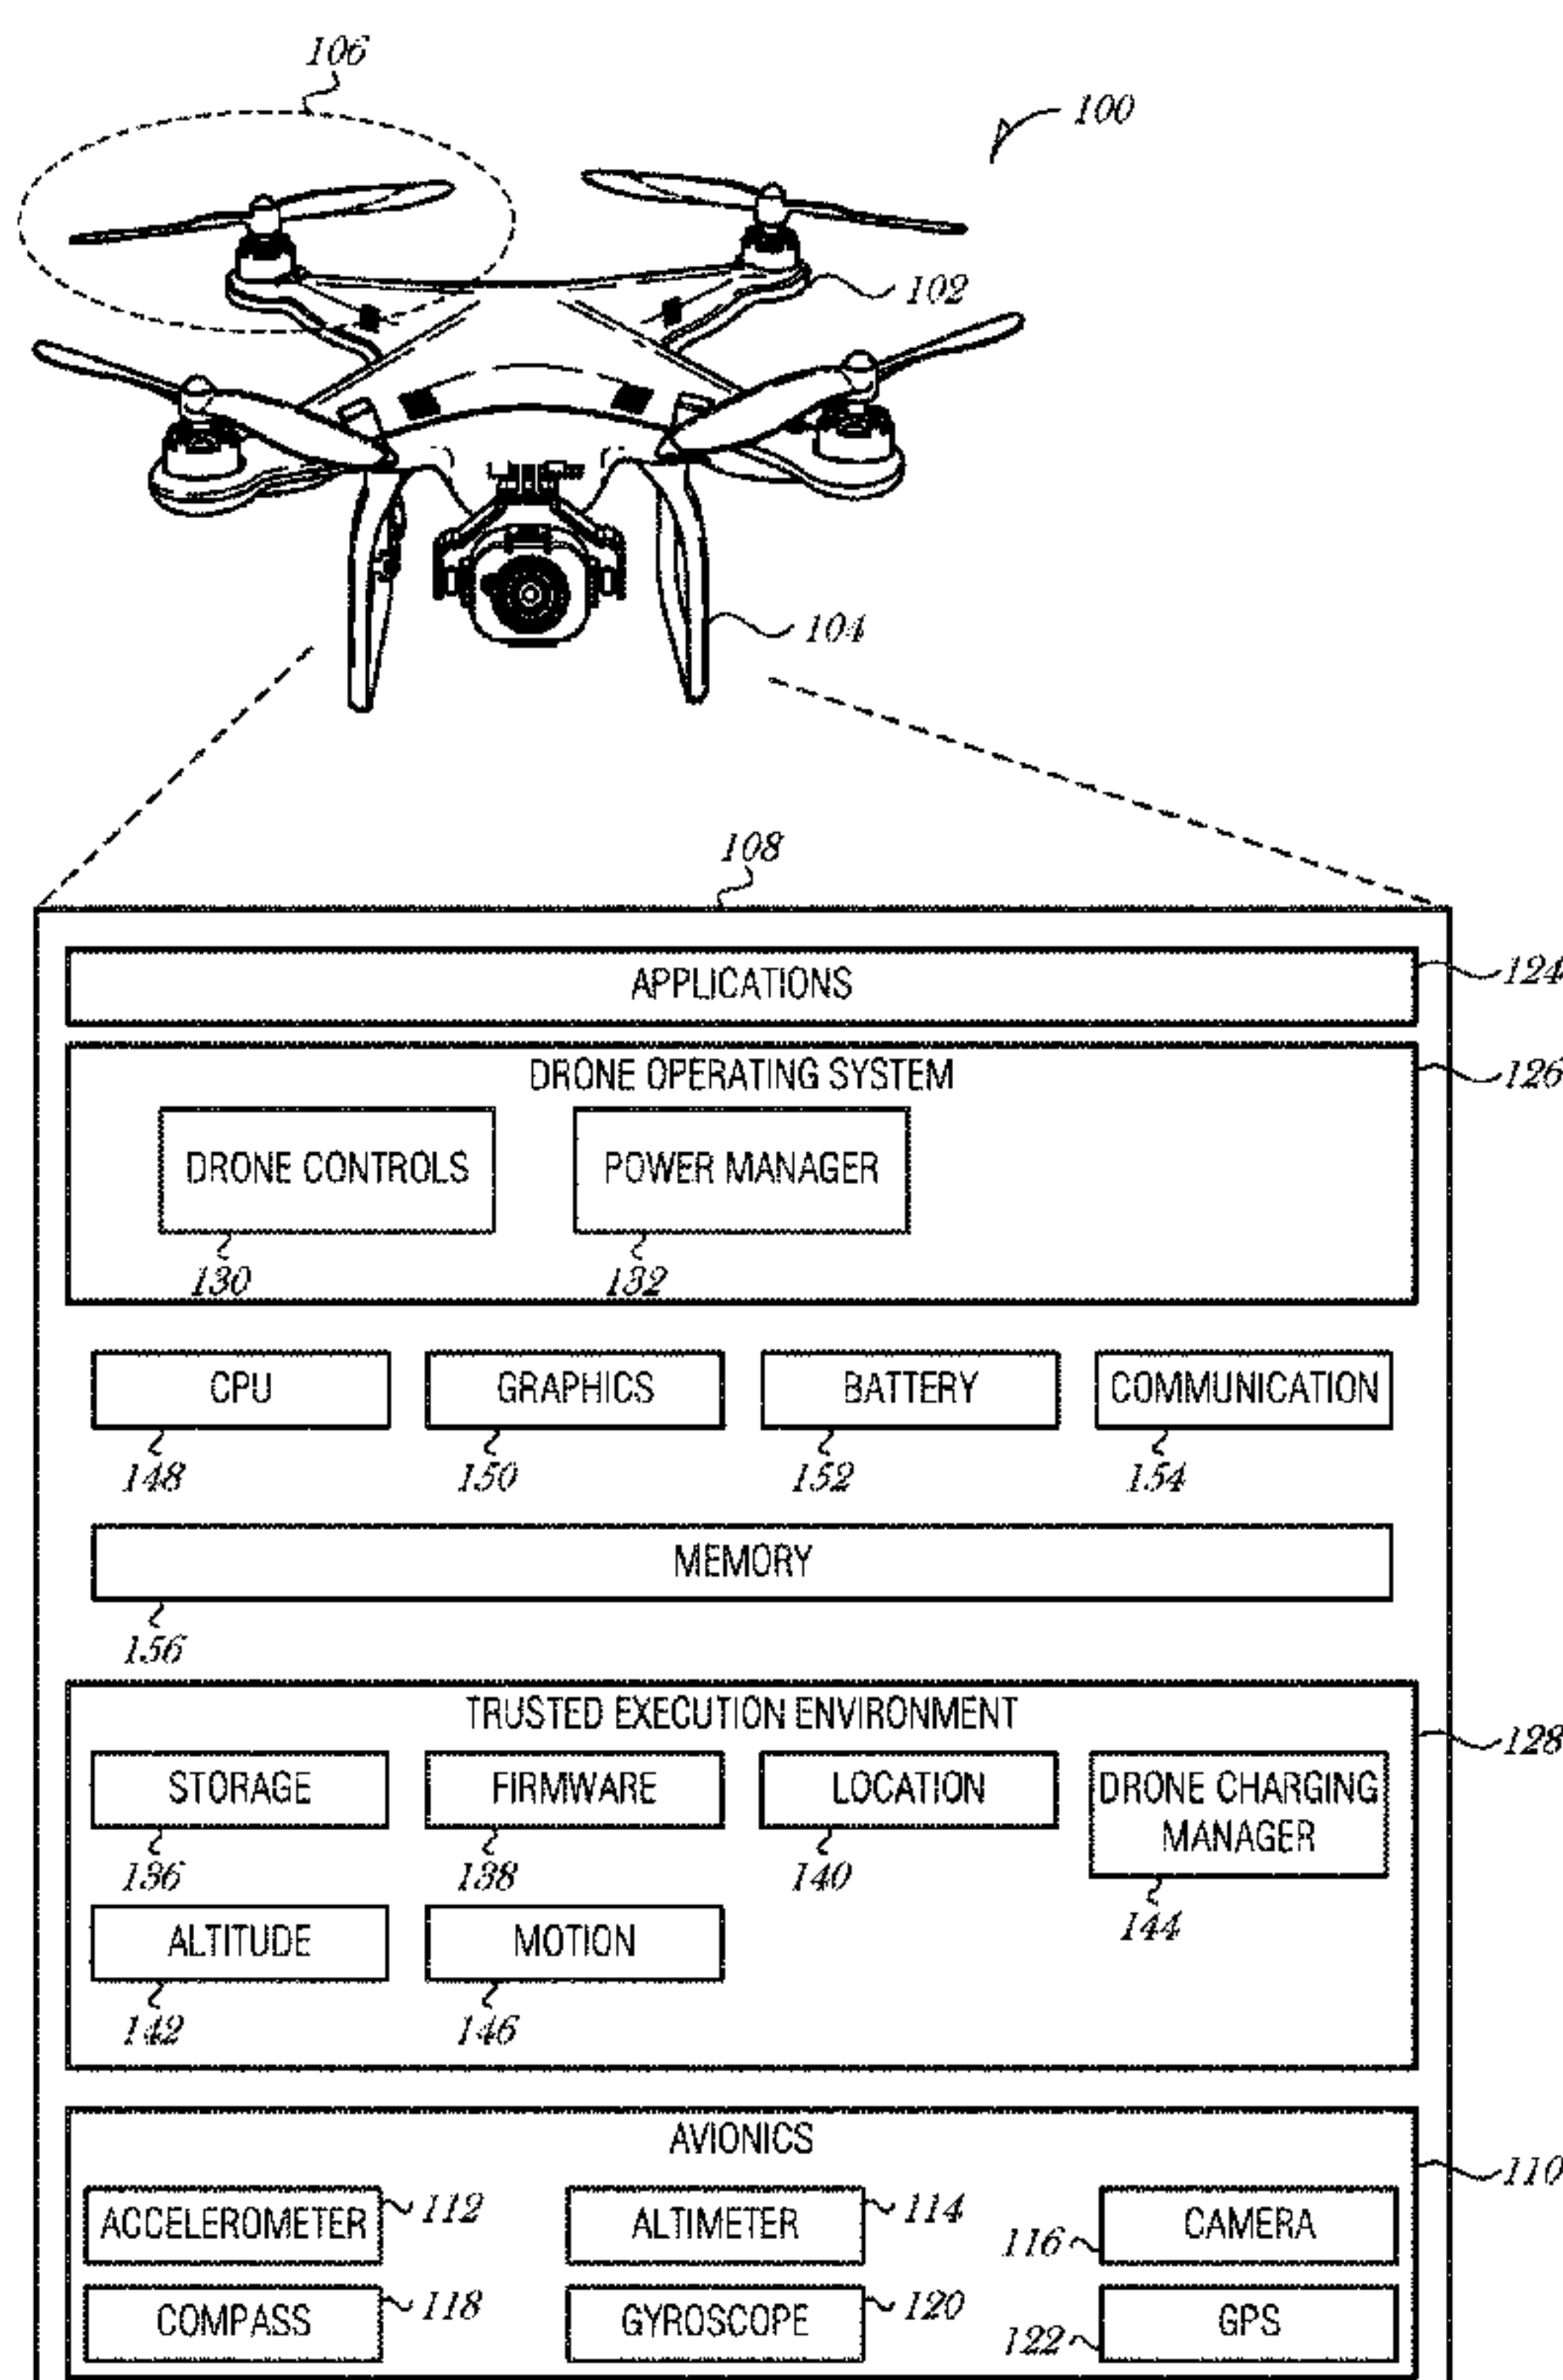 106
100
102
104
108
APPLICATIONS
124
DRONE OPERATING SYSTEM
126
DRONE CONTROLS
POWER MANAGER
130
132
CPU
GRAPHICS
BATTERY
COMMUNICATION
148
150
152
154
MEMORY
156
TRUSTED EXECUTION ENVIRONMENT
128
STORAGE
FIRMWARE
LOCATION
DRONE CHARGING
MANAGER
136
138
140
144
ALTITUDE
MOTION
142
146
AVIONICS
110
ACCELEROMETER
112
ALTIMETER
114
116
CAMERA
COMPASS
118
GYROSCOPE
120
122
GPS